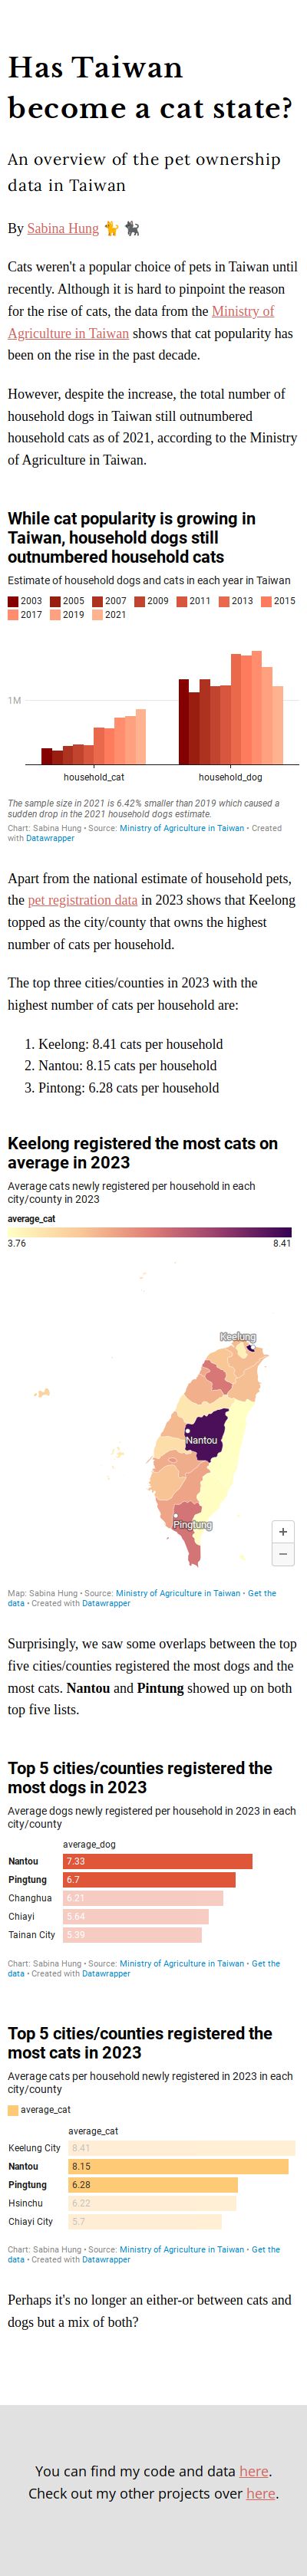 Has Taiwan
become a cat state?
An overview of the pet ownership
data in Taiwan
By Sabina Hung 🐈 🐈‍⬛
Cats weren't a popular choice of pets in Taiwan until
recently. Although it is hard to pinpoint the reason
for the rise of cats, the data from the Ministry of
Agriculture in Taiwan shows that cat popularity has
been on the rise in the past decade.
However, despite the increase, the total number of
household dogs in Taiwan still outnumbered
household cats as of 2021, according to the Ministry
of Agriculture in Taiwan.
While cat popularity is growing in
Taiwan, household dogs still
outnumbered household cats
Estimate of household dogs and cats in each year in Taiwan
2003 2005 2007 2009 2011 2013 2015
2017 2019 2021
1M
household_cat household_dog
The sample size in 2021 is 6.42% smaller than 2019 which caused a
sudden drop in the 2021 household dogs estimate.
Chart: Sabina Hung • Source: Ministry of Agriculture in Taiwan • Created
with Datawrapper
Apart from the national estimate of household pets,
the pet registration data in 2023 shows that Keelong
topped as the city/county that owns the highest
number of cats per household.
The top three cities/counties in 2023 with the
highest number of cats per household are:
1. Keelong: 8.41 cats per household
2. Nantou: 8.15 cats per household
3. Pintong: 6.28 cats per household
Keelong registered the most cats on
average in 2023
Average cats newly registered per household in each
city/county in 2023
average_cat
3.76 8.41
Keelung
Nantou
Pingtung
+
−
Map: Sabina Hung • Source: Ministry of Agriculture in Taiwan • Get the
data • Created with Datawrapper
Surprisingly, we saw some overlaps between the top
five cities/counties registered the most dogs and the
most cats. Nantou and Pintung showed up on both
top five lists.
Top 5 cities/counties registered the
most dogs in 2023
Average dogs newly registered per household in 2023 in each
city/county
average_dog
Nantou 7.33
Pingtung 6.7
Changhua 6.21
Chiayi 5.64
Tainan City 5.39
Chart: Sabina Hung • Source: Ministry of Agriculture in Taiwan • Get the
data • Created with Datawrapper
Top 5 cities/counties registered the
most cats in 2023
Average cats per household newly registered in 2023 in each
city/county
average_cat
average_cat
Keelung City 8.41
Nantou 8.15
Pingtung 6.28
Hsinchu 6.22
Chiayi City 5.7
Chart: Sabina Hung • Source: Ministry of Agriculture in Taiwan • Get the
data • Created with Datawrapper
Perhaps it's no longer an either-or between cats and
dogs but a mix of both?
You can find my code and data here.
Check out my other projects over here.